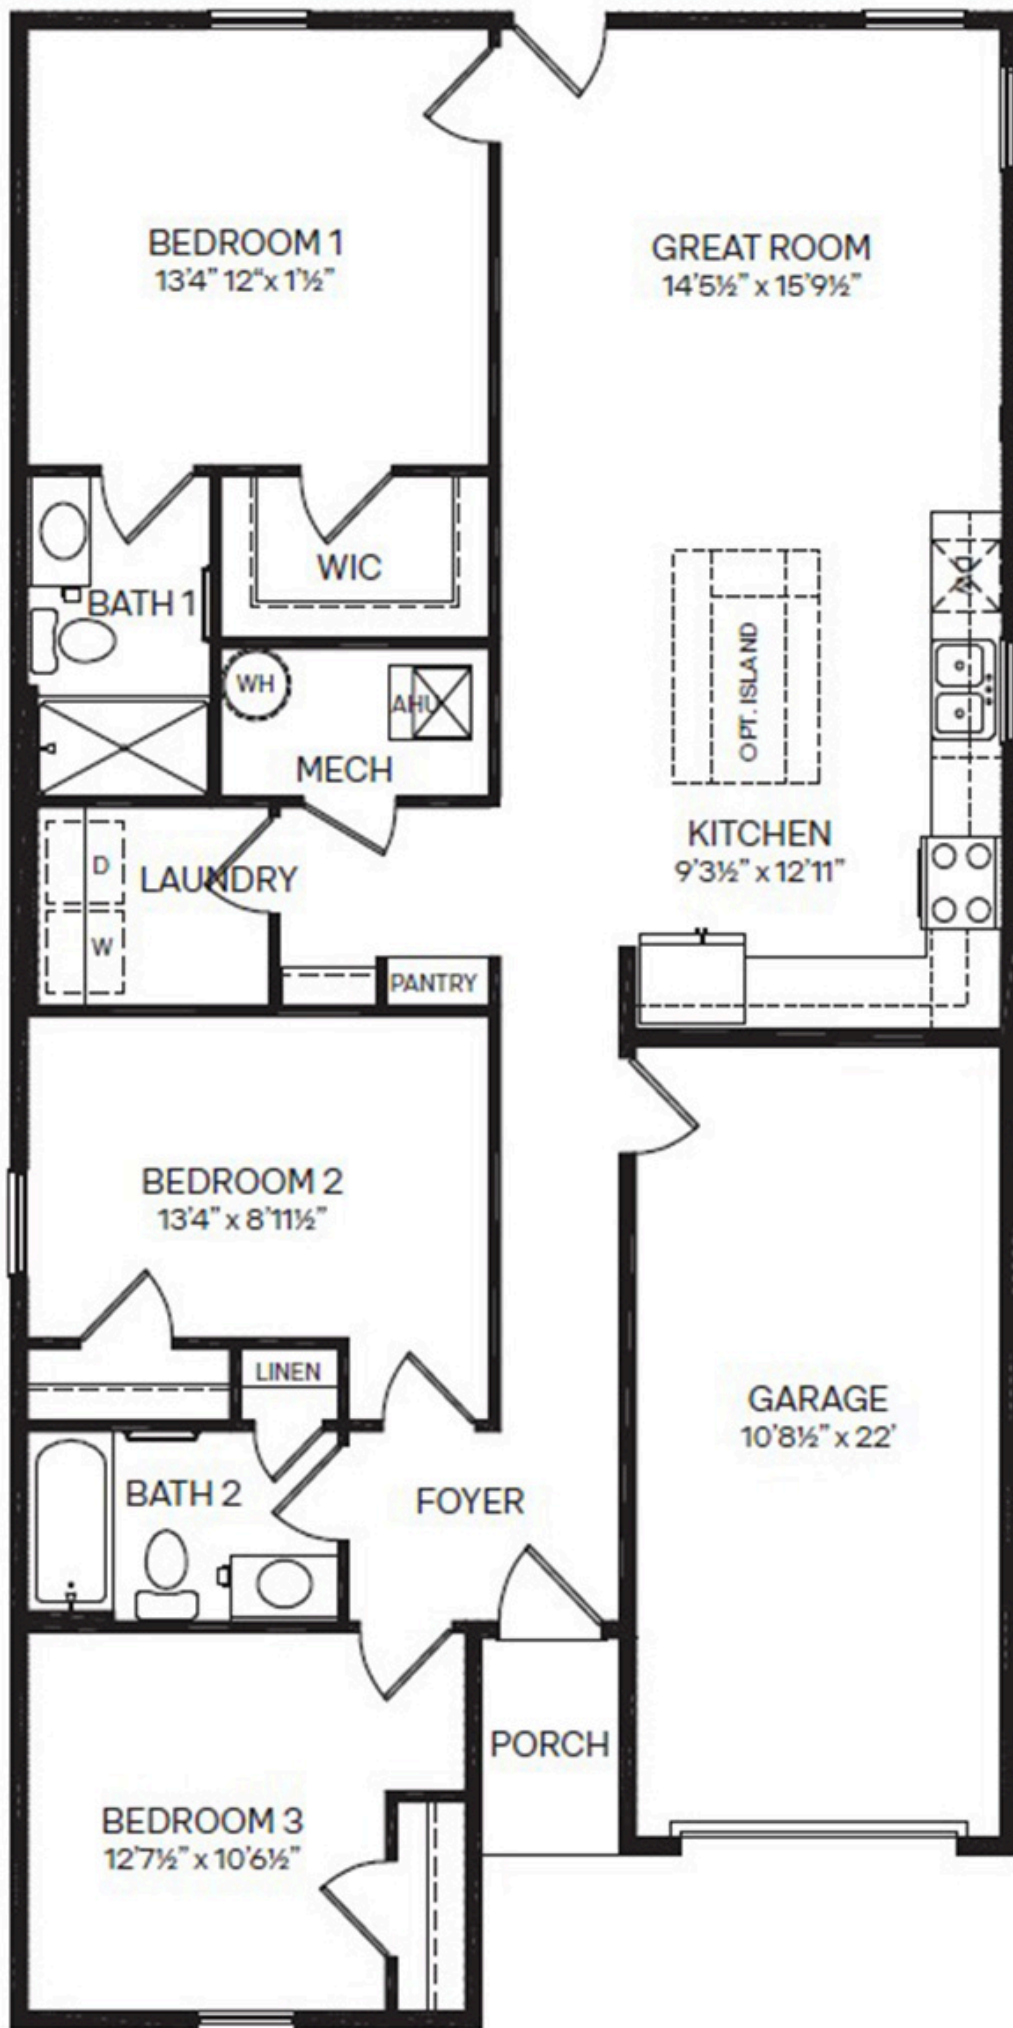 BEDROOM 1
13'4" 12“x 1'½”
GREAT ROOM
14'5½” x 15'9½”
WIC
BATH 1
WH
AHU
MECH
OPT. ISLAND
KITCHEN
9'3½” x 12'11”
D
LAUNDRY
W
PANTRY
BEDROOM 2
13'4” x 8'11½”
LINEN
GARAGE
10'8½” x 22'
BATH 2
FOYER
PORCH
BEDROOM 3
12'7½” x 10'6½”